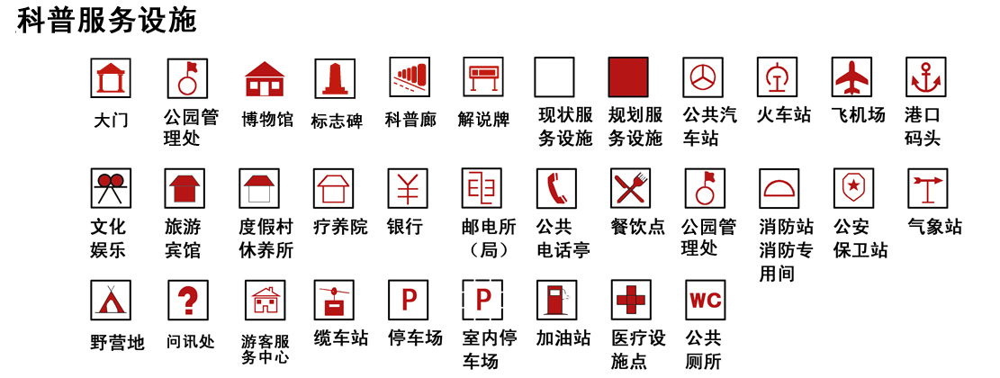 科普服务设施
大门
公园管
理处
博物馆
标志碑
科普廊
解说牌
现状服
务设施
规划服
务设施
公共汽
车站
火车站
飞机场
港口
码头
文化
娱乐
旅游
宾馆
度假村
休养所
疗养院
银行
邮电所
（局）
公共
电话亭
餐饮点
公园管
理处
消防站
消防专
用间
公安
保卫站
气象站
野营地
?
问讯处
游客服
务中心
缆车站
P
停车场
P
室内停
车场
加油站
医疗设
施点
WC
公共
厕所